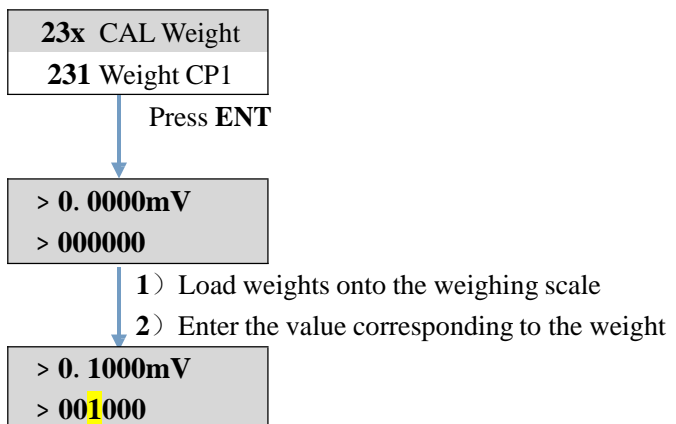 23x CAL Weight
231 Weight CP1
Press ENT
> 0. 0000mV
> 000000
1）Load weights onto the weighing scale
2）Enter the value corresponding to the weight
> 0. 1000mV
> 001000